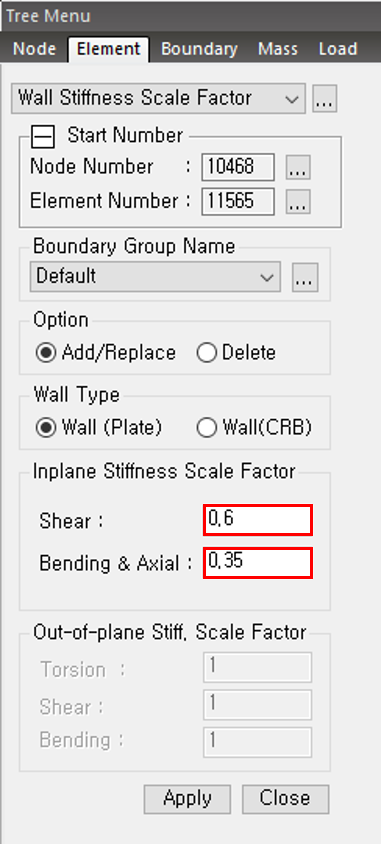 Tree Menu
Node Element Boundary Mass Load
Wall Stiffness Scale Factor ...
Start Number
Node Number : 10468 ...
Element Number : 11565 ...
Boundary Group Name
Default ...
Option
Add/Replace Delete
Wall Type
Wall (Plate) Wall(CRB)
Inplane Stiffness Scale Factor
Shear : 0.6
Bending & Axial : 0.35
Out-of-plane Stiff. Scale Factor
Torsion : 1
Shear : 1
Bending : 1
Apply Close